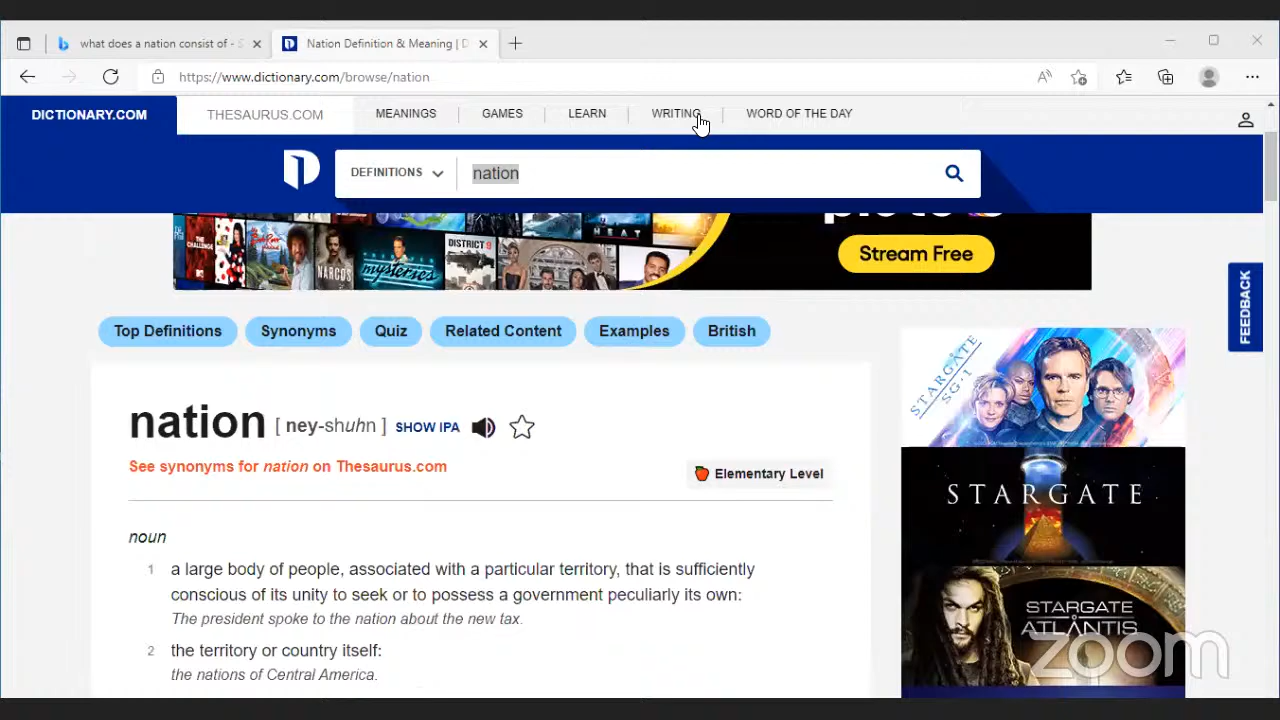 what does a nation consist of - S
Nation Definition & Meaning | D
https://www.dictionary.com/browse/nation
DICTIONARY.COM
THESAURUS.COM
MEANINGS
GAMES
LEARN
WRITING
WORD OF THE DAY
DEFINITIONS
nation
THE CHALLENGE
NARCOS
mysteries
DISTRICT 9
HEAT
Stream Free
FEEDBACK
Top Definitions
Synonyms
Quiz
Related Content
Examples
British
STARGATE
SG·1
nation [ ney-shuhn ] SHOW IPA
See synonyms for nation on Thesaurus.com
Elementary Level
STARGATE
noun
1 a large body of people, associated with a particular territory, that is sufficiently
conscious of its unity to seek or to possess a government peculiarly its own:
The president spoke to the nation about the new tax.
STARGATE
ATLANTIS
2 the territory or country itself:
the nations of Central America.
zoom